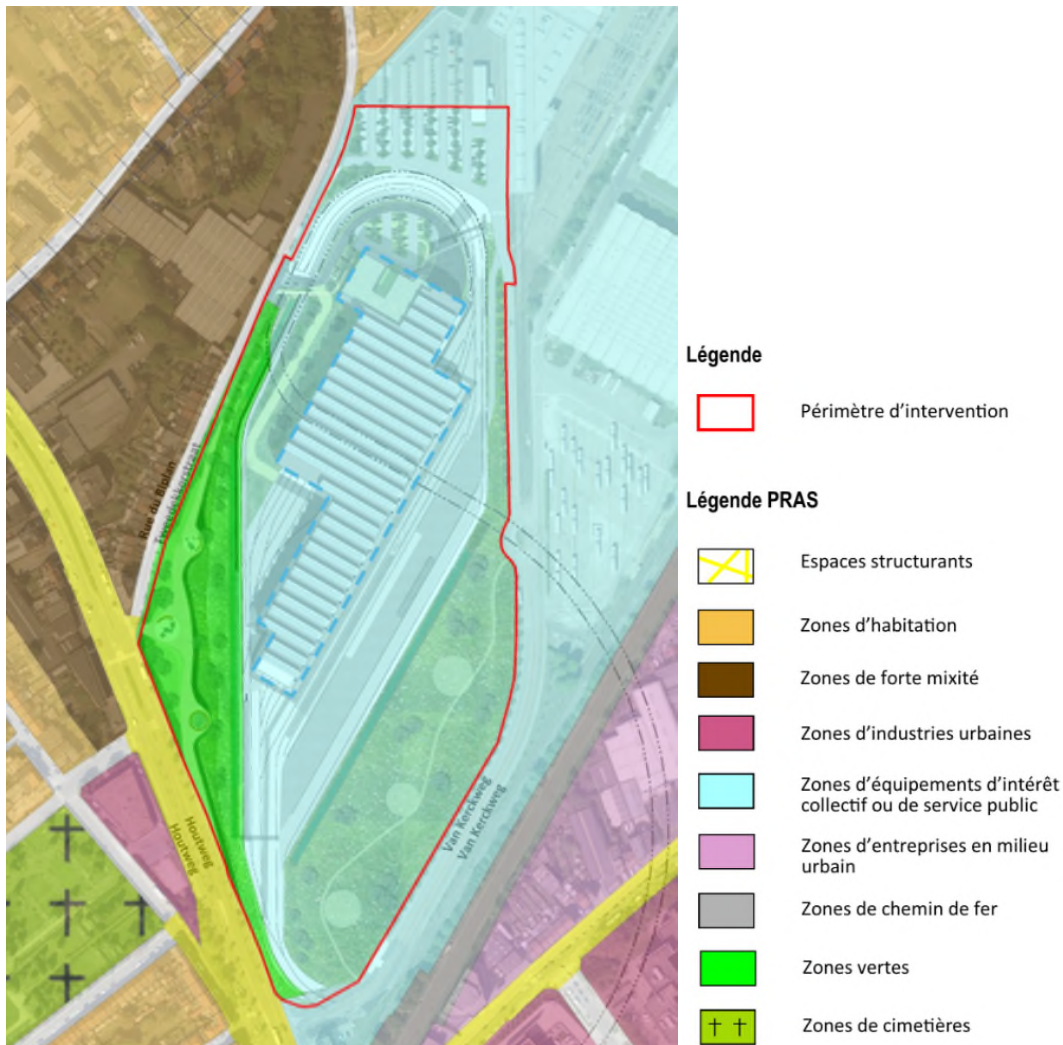 Rue du Biplan
Tweedekkerstraat
Houtweg
Houtweg
Van Kerckweg
Van Kerckweg
Légende
Périmètre d'intervention
Légende PRAS
Espaces structurants
Zones d'habitation
Zones de forte mixité
Zones d'industries urbaines
Zones d'équipements d'intérêt
collectif ou de service public
Zones d'entreprises en milieu
urbain
Zones de chemin de fer
Zones vertes
Zones de cimetières